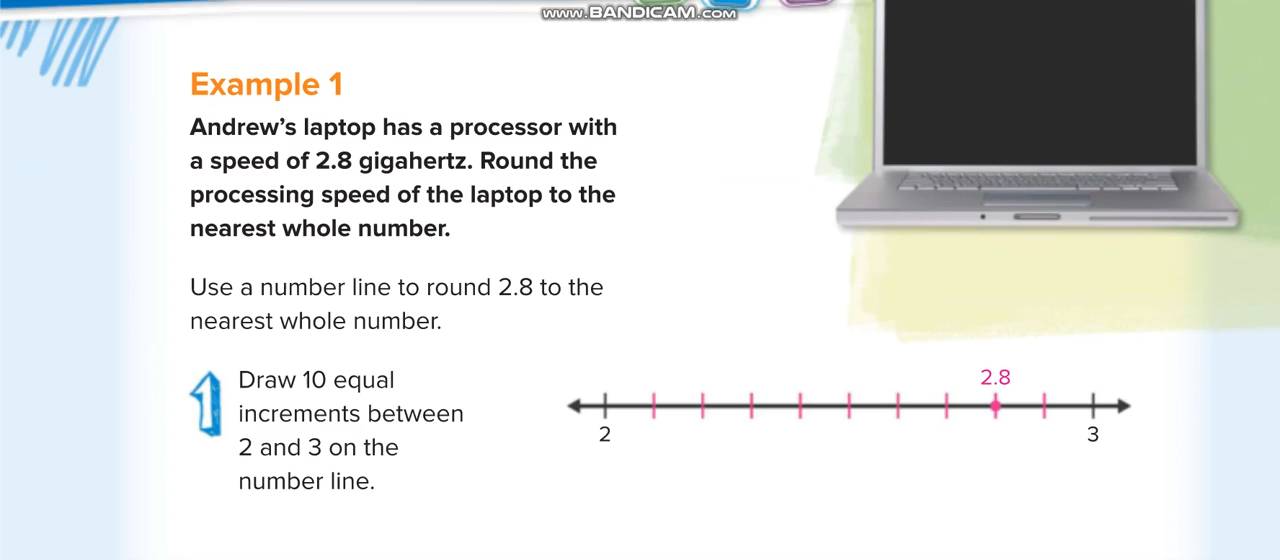 www.BANDICAM.com
Example 1
Andrew’s laptop has a processor with
a speed of 2.8 gigahertz. Round the
processing speed of the laptop to the
nearest whole number.
Use a number line to round 2.8 to the
nearest whole number.
1 Draw 10 equal
increments between
2 and 3 on the
number line.
2.8
2 3